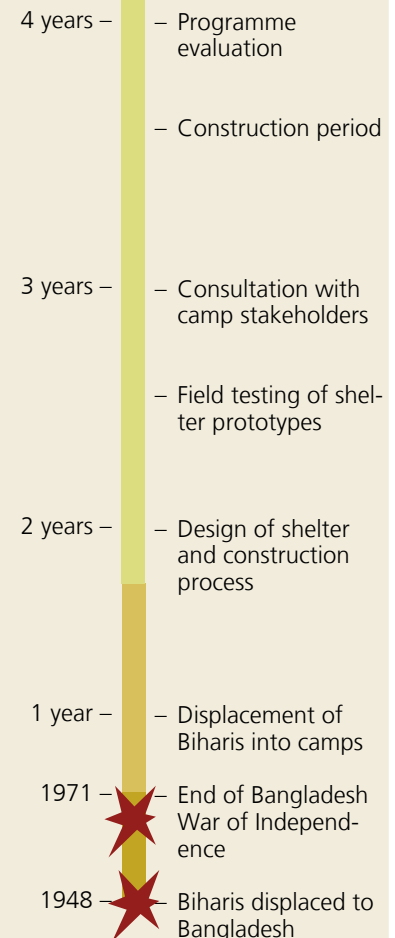 4 years – – Programme
evaluation
– Construction period
3 years – – Consultation with
camp stakeholders
– Field testing of shel-
ter prototypes
2 years – – Design of shelter
and construction
process
1 year – – Displacement of
Biharis into camps
1971 – – End of Bangladesh
War of Independ-
ence
1948 – – Biharis displaced to
Bangladesh